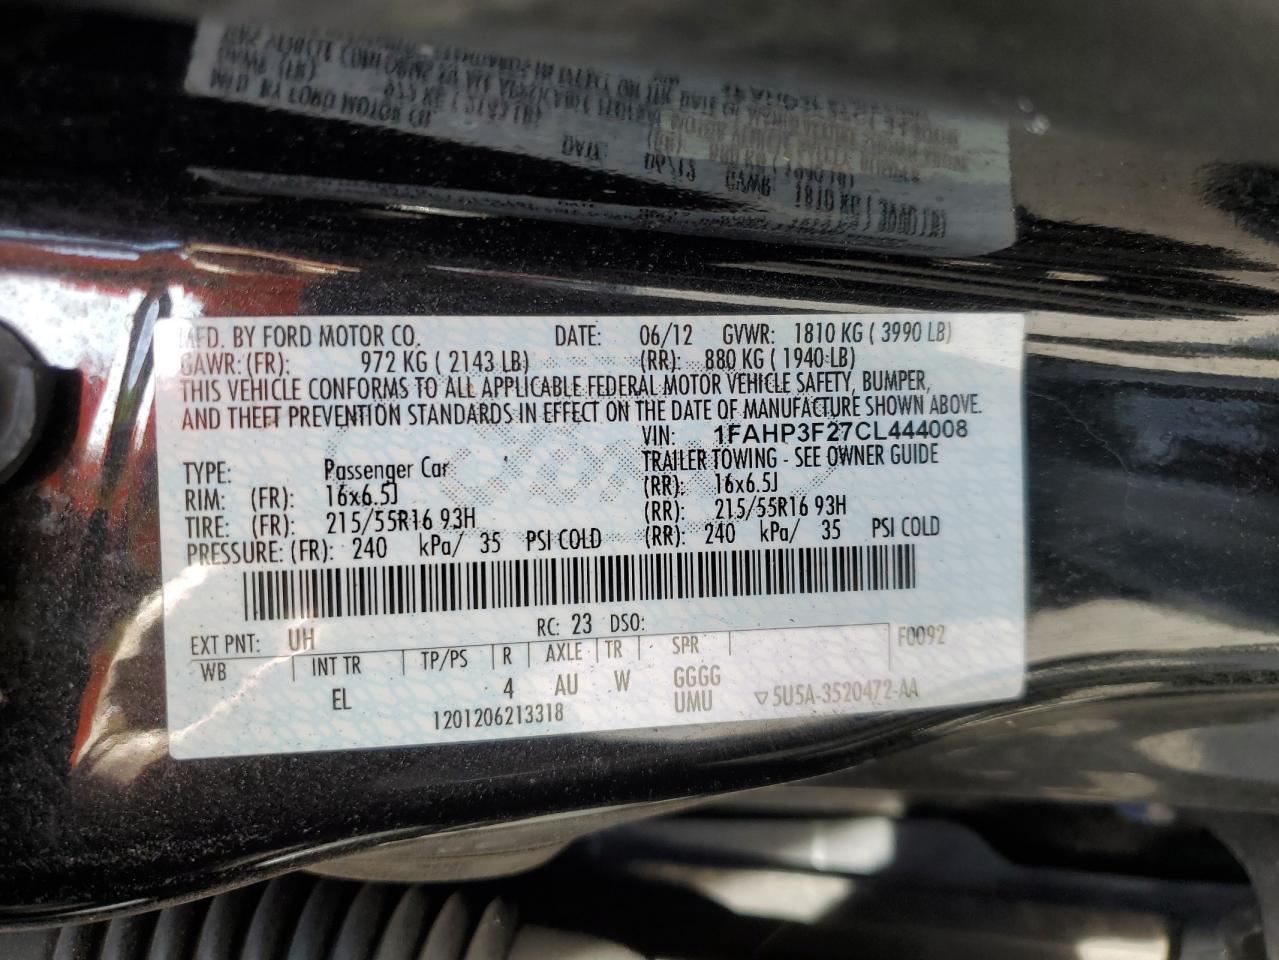 MFD. BY FORD MOTOR CO. DATE: 06/12 GVWR: 1810 KG ( 3990 LB)
GAWR: (FR): 972 KG ( 2143 LB) (RR): 880 KG ( 1940 LB)
THIS VEHICLE CONFORMS TO ALL APPLICABLE FEDERAL MOTOR VEHICLE SAFETY, BUMPER,
AND THEFT PREVENTION STANDARDS IN EFFECT ON THE DATE OF MANUFACTURE SHOWN ABOVE.
VIN: 1FAHP3F27CL444008
TYPE: Passenger Car TRAILER TOWING - SEE OWNER GUIDE
RIM: (FR): 16x6.5J (RR): 16x6.5J
TIRE: (FR): 215/55R16 93H (RR): 215/55R16 93H
PRESSURE: (FR): 240 kPa/ 35 PSI COLD (RR): 240 kPa/ 35 PSI COLD
EXT PNT: UH RC: 23 DSO: F0092
WB INT TR TP/PS R AXLE TR SPR
EL 4 AU W GGGG
UMU
1201206213318 ▽5U5A-3520472-AA